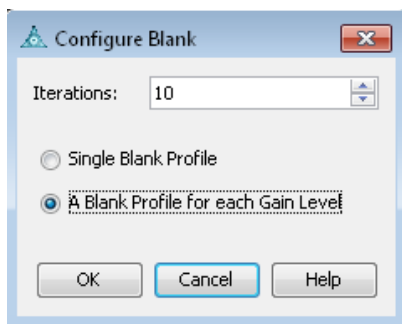 Configure Blank
Iterations: 10
Single Blank Profile
A Blank Profile for each Gain Level
OK Cancel Help